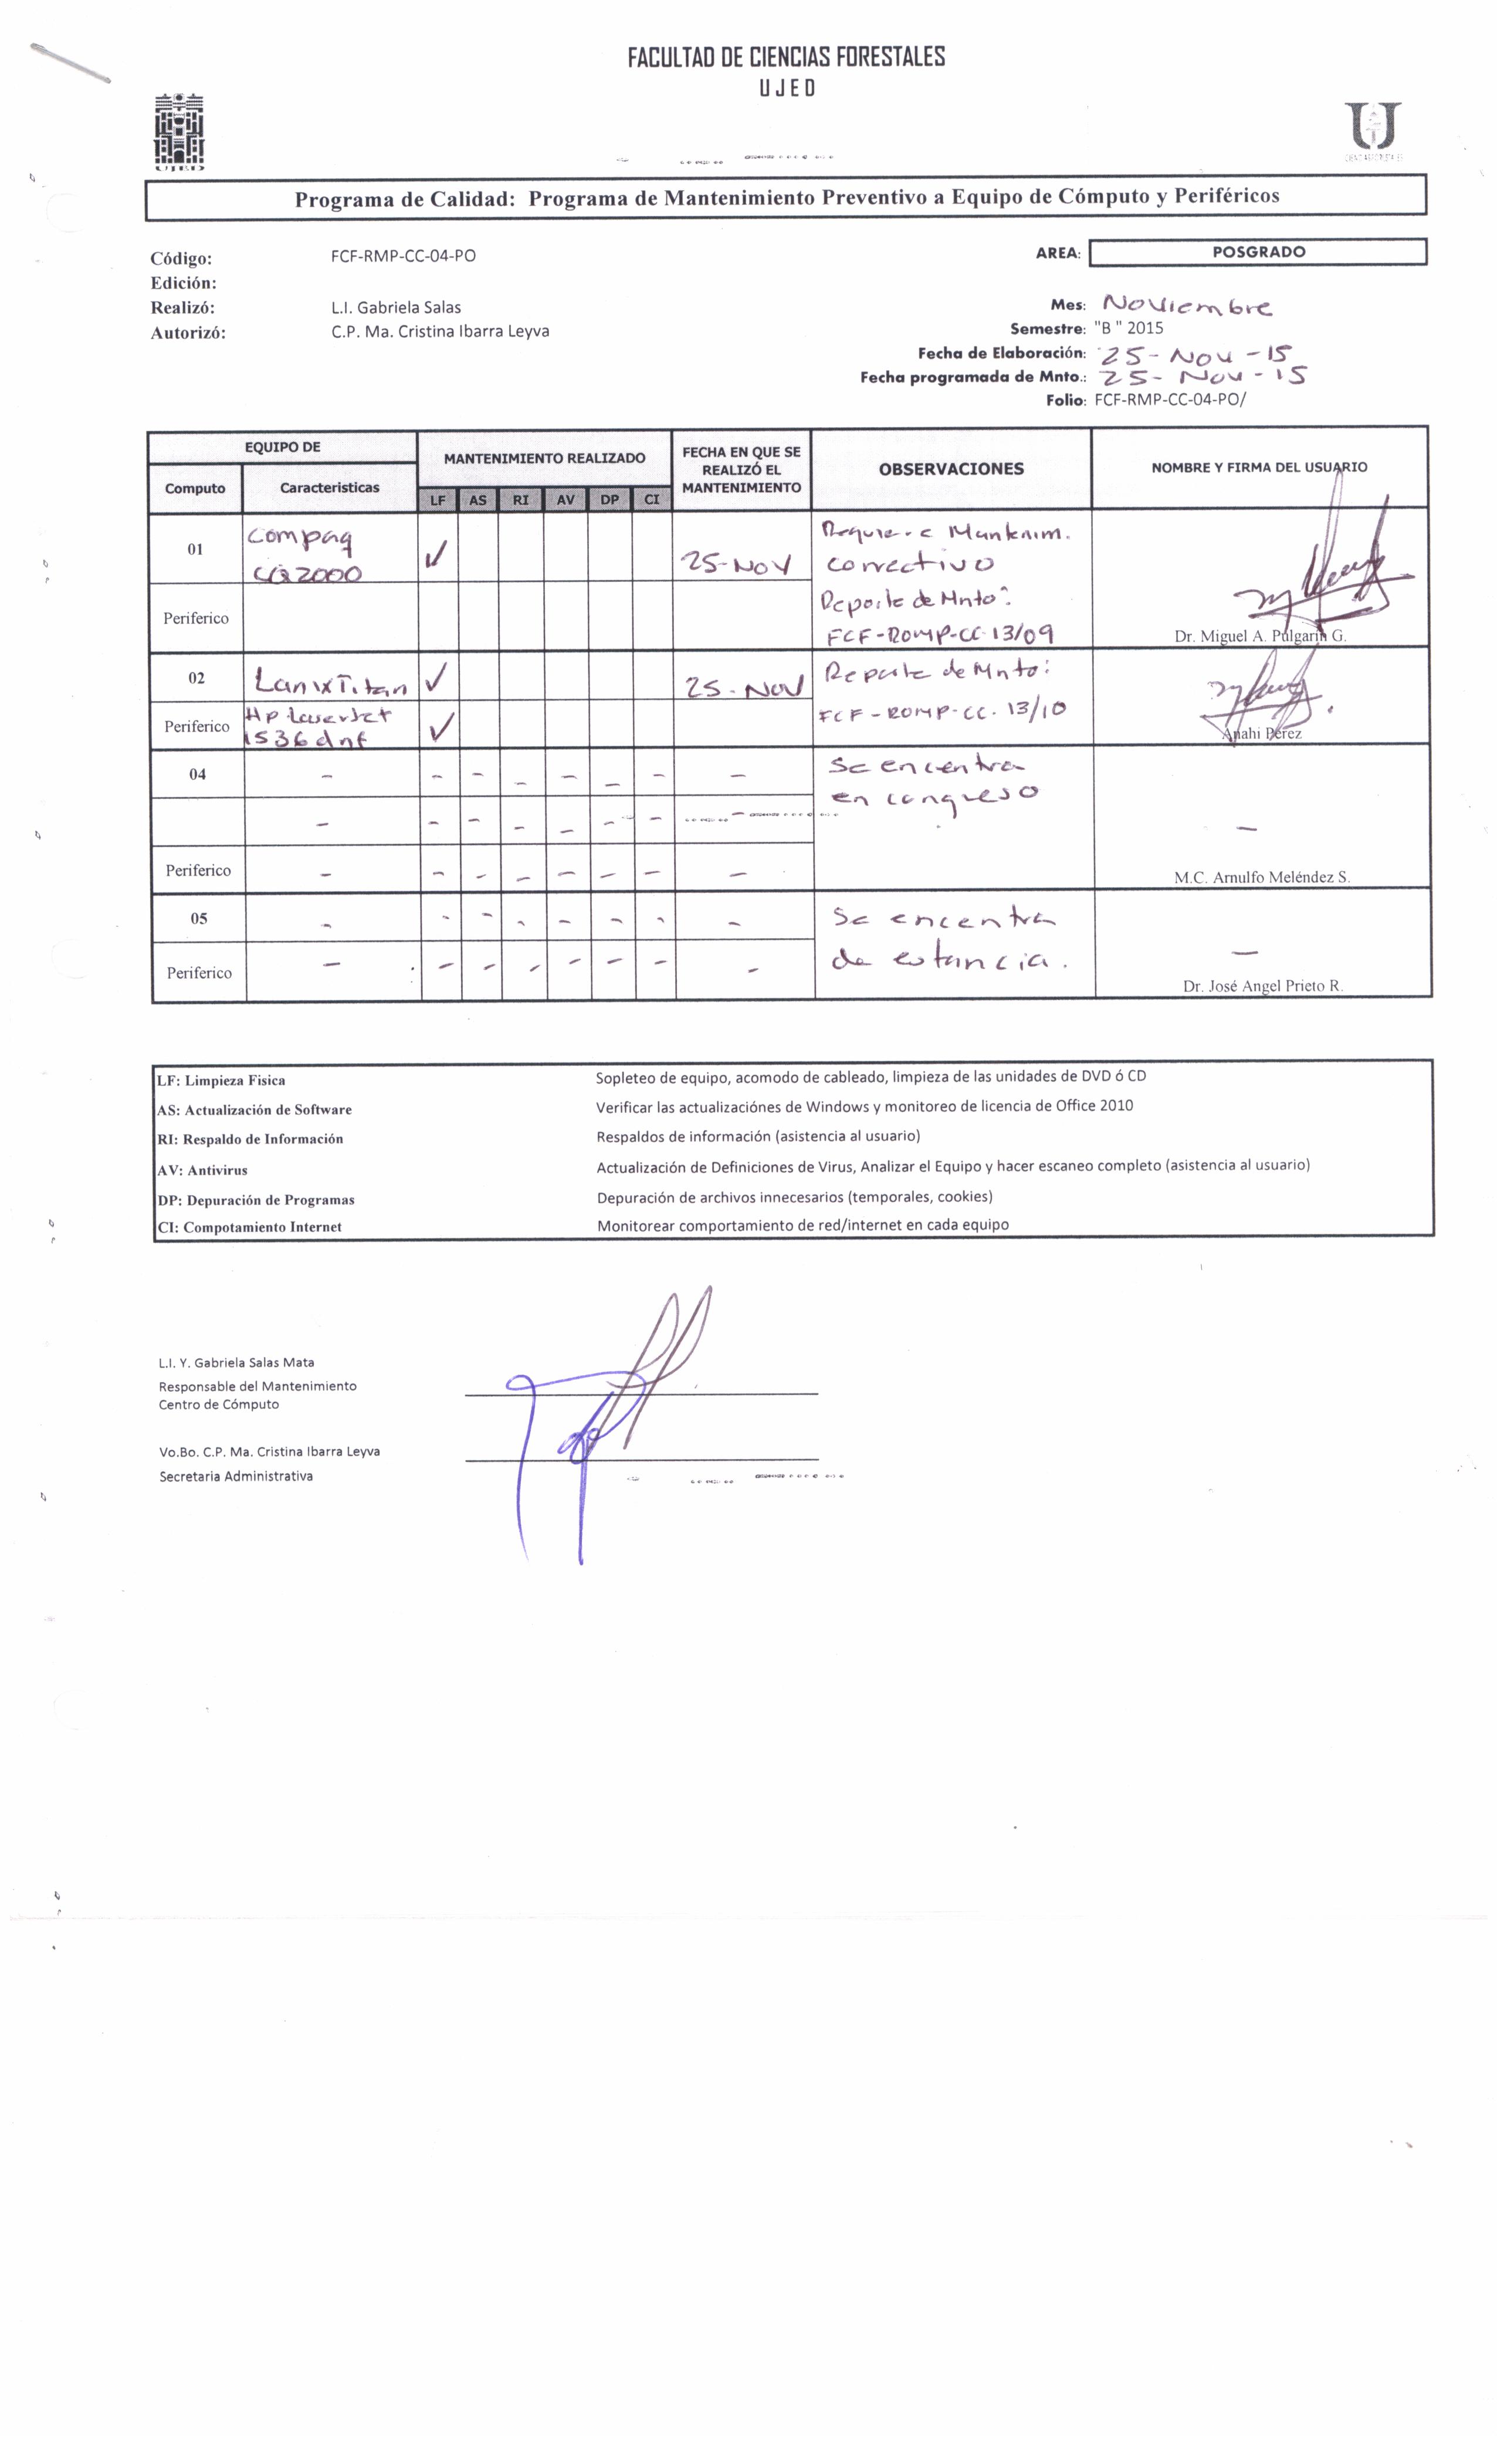 FACULTAD DE CIENCIAS FORESTALES
UJED
UJED
Programa de Calidad: Programa de Mantenimiento Preventivo a Equipo de Cómputo y Periféricos
Código: FCF-RMP-CC-04-PO
AREA: POSGRADO
Edición:
Realizó: L.I. Gabriela Salas
Autorizó: C.P. Ma. Cristina Ibarra Leyva
Mes: Noviembre
Semestre: "B " 2015
Fecha de Elaboración: 25-Nov-15
Fecha programada de Mnto.: 25-Nov-15
Folio: FCF-RMP-CC-04-PO/
EQUIPO DE
MANTENIMIENTO REALIZADO
FECHA EN QUE SE REALIZÓ EL MANTENIMIENTO
OBSERVACIONES
NOMBRE Y FIRMA DEL USUARIO
Computo Caracteristicas
LF AS RI AV DP CI
01 Compaq CQ2000 ✓ 25-Nov
Requiere Mantenim.
correctivo
Reporte de Mnto:
FCF-ROMP-CC-13/09
Periferico
Dr. Miguel A. Pulgarin G.
02 Lanix Titan ✓ 25-Nov
Reporte de Mnto:
FCF-ROMP-CC-13/10
Periferico Hp LaserJet 1536dnf ✓
Anahi Pérez
04 - - - - - - - -
Se encentra
en congreso
- - - - - - - - -
Periferico - - - - - - - -
M.C. Arnulfo Meléndez S.
05 - - - - - - - -
Se encentra
de estancia.
Periferico - - - - - - - - -
Dr. José Angel Prieto R.
LF: Limpieza Fisica Sopleteo de equipo, acomodo de cableado, limpieza de las unidades de DVD ó CD
AS: Actualización de Software Verificar las actualizaciónes de Windows y monitoreo de licencia de Office 2010
RI: Respaldo de Información Respaldos de información (asistencia al usuario)
AV: Antivirus Actualización de Definiciones de Virus, Analizar el Equipo y hacer escaneo completo (asistencia al usuario)
DP: Depuración de Programas Depuración de archivos innecesarios (temporales, cookies)
CI: Compotamiento Internet Monitorear comportamiento de red/internet en cada equipo
L.I. Y. Gabriela Salas Mata
Responsable del Mantenimiento
Centro de Cómputo
Vo.Bo. C.P. Ma. Cristina Ibarra Leyva
Secretaria Administrativa